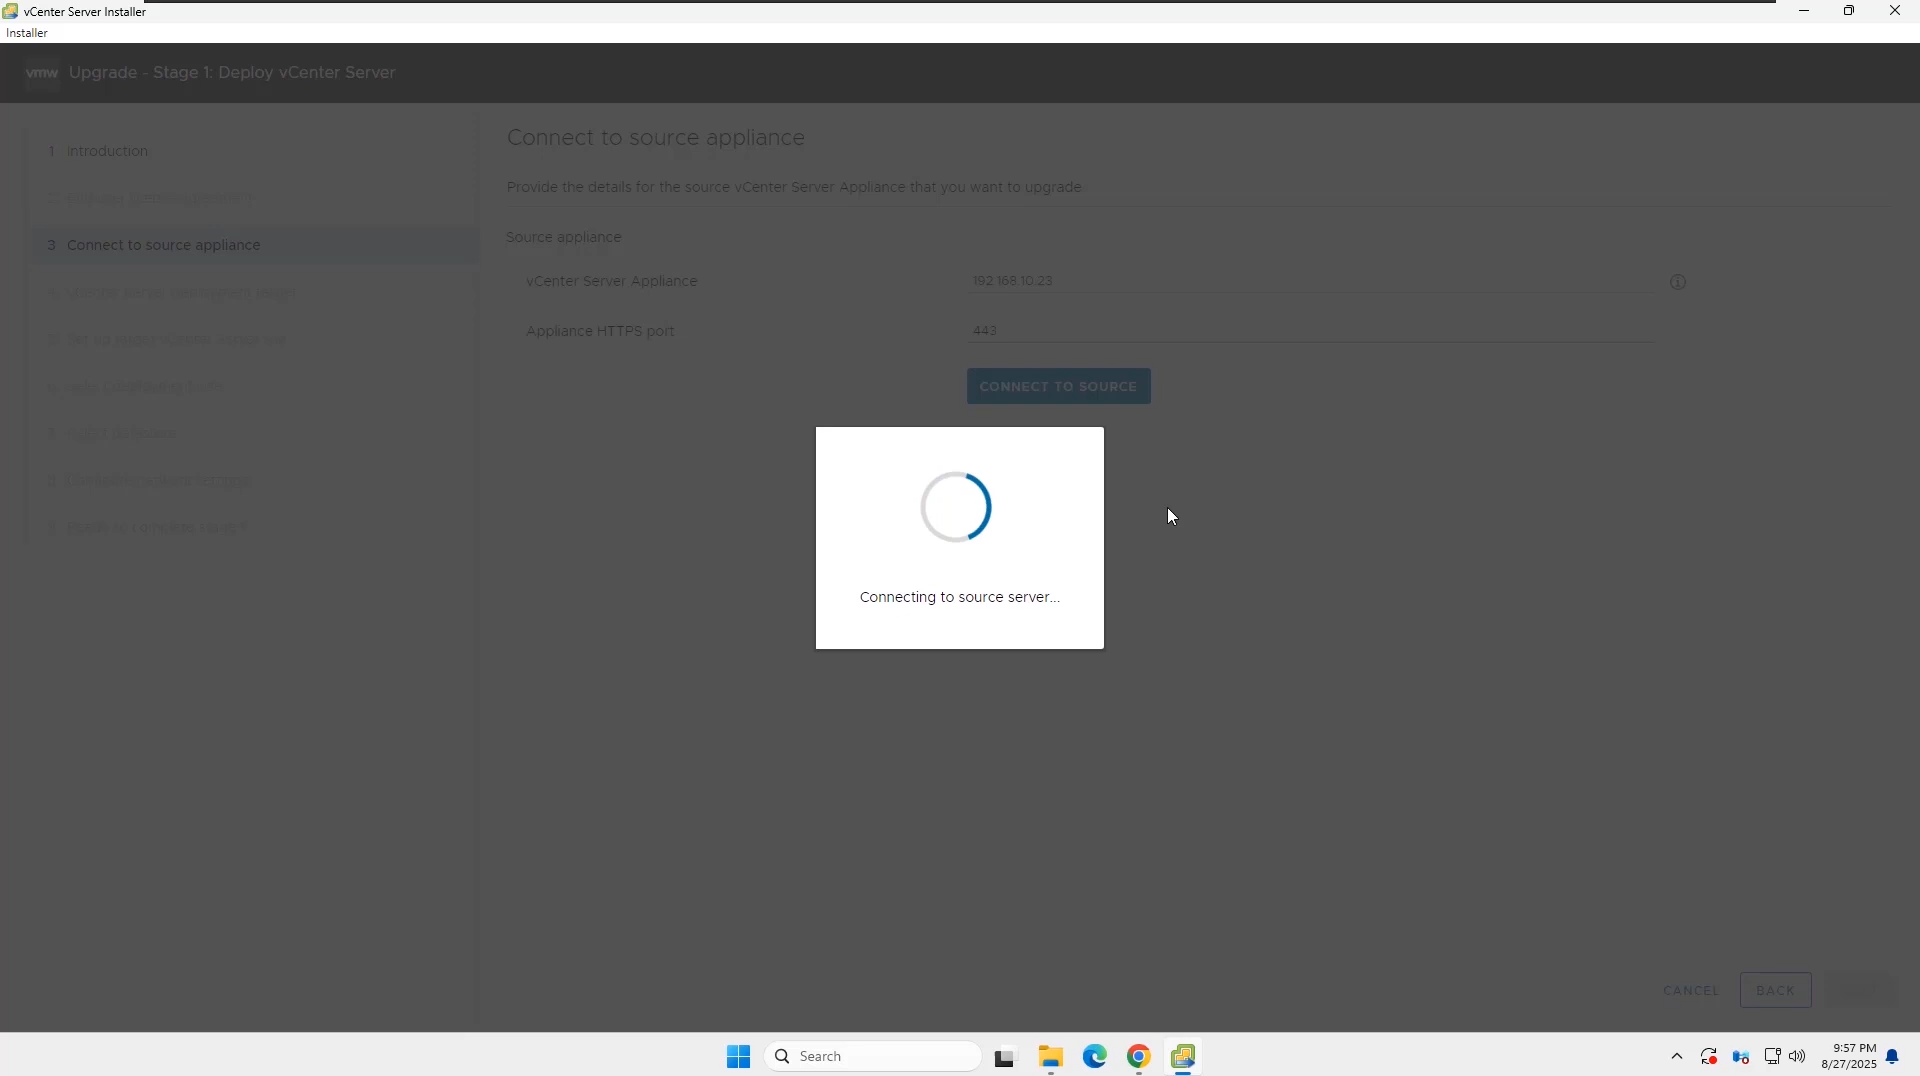 vCenter Server Installer
Installer
vmw Upgrade - Stage 1: Deploy vCenter Server
1 Introduction
3 Connect to source appliance
Connect to source appliance
Provide the details for the source vCenter Server Appliance that you want to upgrade.
Source appliance
vCenter Server Appliance 192.168.10.23
Appliance HTTPS port 443
CONNECT TO SOURCE
Connecting to source server...
CANCEL BACK
Search
9:57 PM
8/27/2025